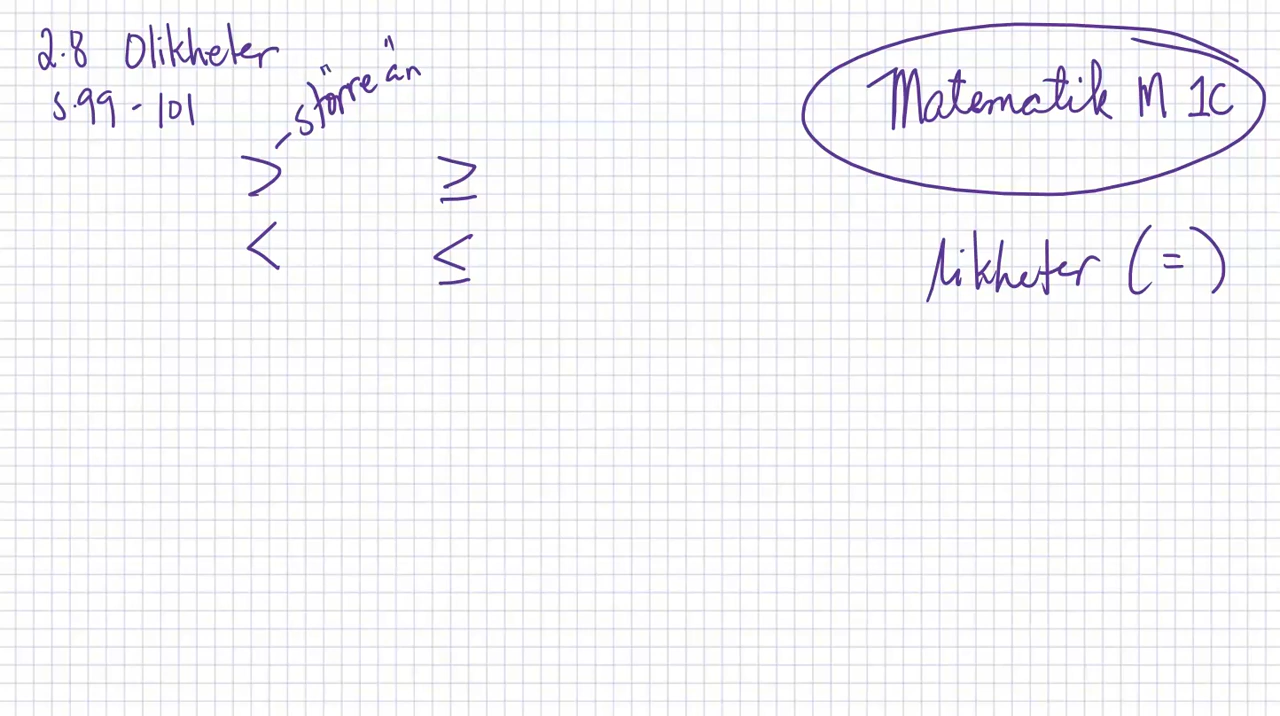 2.8 Olikheter
s.99 - 101
större än
> ≥
< ≤
Matematik M 1C
likheter (=)